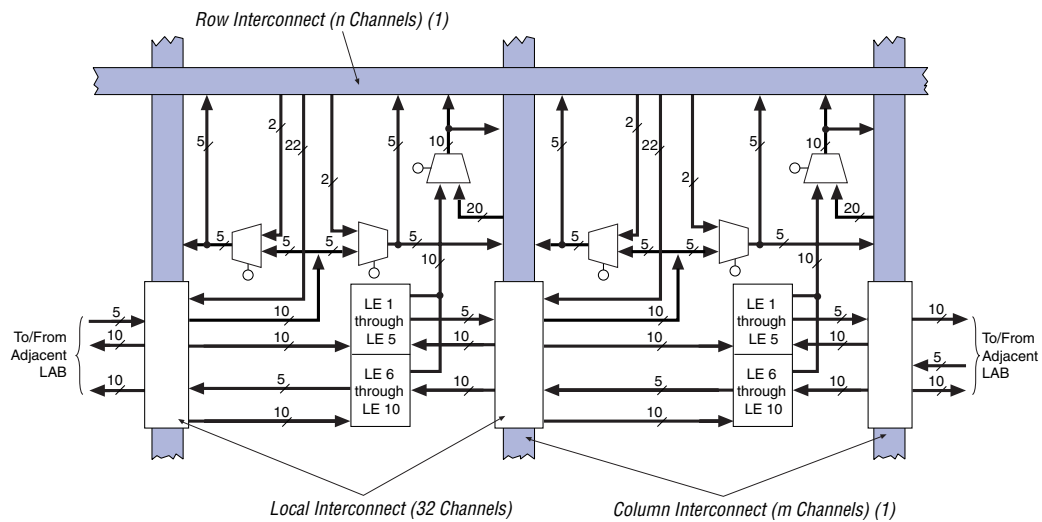 Row Interconnect (n Channels) (1)
2 2
5 22 5 10 5 22 5 10
2 2
20 20
5 5 5 5 5 5 5 5
10 10
5 10 LE 1 5 10 LE 1 5 10
To/From 10 10 through 10 10 through 10 5 To/From
Adjacent LE 5 LE 5 Adjacent
LAB 10 5 LE 6 10 5 LE 6 10 10 LAB
through through
10 LE 10 10 LE 10
Local Interconnect (32 Channels) Column Interconnect (m Channels) (1)